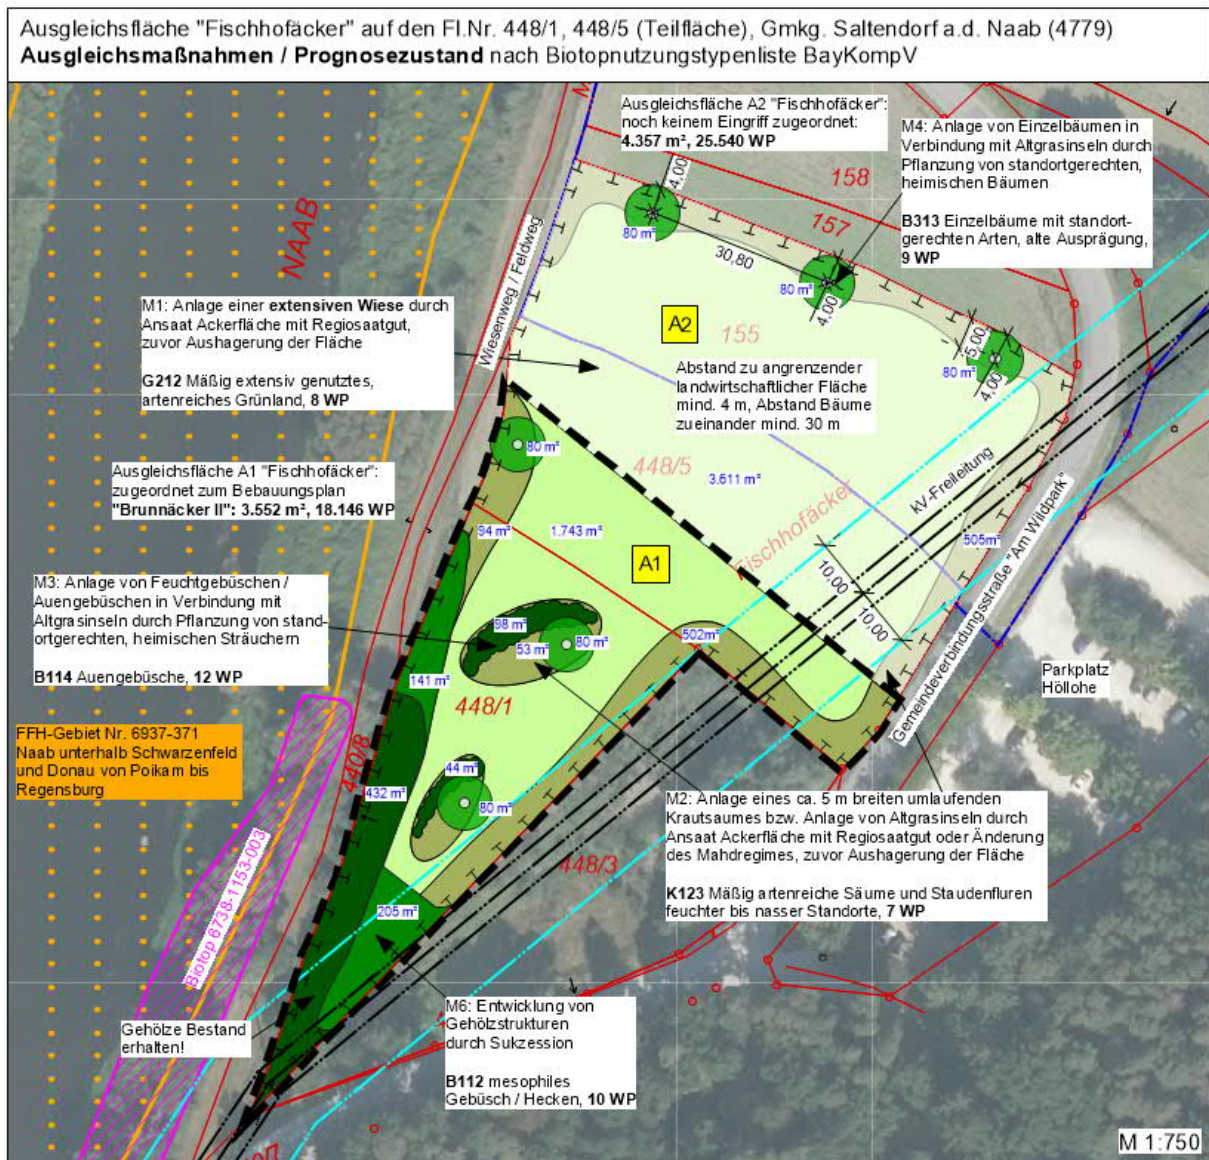 Ausgleichsfläche "Fischhofäcker" auf den Fl.Nr. 448/1, 448/5 (Teilfläche), Gmkg. Saltendorf a.d. Naab (4779)
Ausgleichsmaßnahmen / Prognosezustand nach Biotopnutzungstypenliste BayKompV
Ausgleichsfläche A2 "Fischhofäcker":
noch keinem Eingriff zugeordnet:
4.357 m², 25.540 WP
M4: Anlage von Einzelbäumen in
Verbindung mit Altgrasinseln durch
Pflanzung von standortgerechten,
heimischen Bäumen
B313 Einzelbäume mit standort-
gerechten Arten, alte Ausprägung,
9 WP
158
157
NAAB
Wiesenweg / Feldweg
4,00
80 m²
30,80
80 m²
4,00
5,00
80 m²
4,00
M1: Anlage einer extensiven Wiese durch
Ansaat Ackerfläche mit Regiosaatgut,
zuvor Aushagerung der Fläche
G212 Mäßig extensiv genutztes,
artenreiches Grünland, 8 WP
A2
155
Abstand zu angrenzender
landwirtschaftlicher Fläche
mind. 4 m, Abstand Bäume
zueinander mind. 30 m
80 m²
448/5
3.611 m²
kV-Freileitung
Ausgleichsfläche A1 "Fischhofäcker":
zugeordnet zum Bebauungsplan
"Brunnäcker II": 3.552 m², 18.146 WP
94 m²
1.743 m²
A1
Fischhofäcker
505m²
10,00
10,00
Gemeindeverbindungsstraße "Am Wildpark"
M3: Anlage von Feuchtgebüschen /
Auengebüschen in Verbindung mit
Altgrasinseln durch Pflanzung von stand-
ortgerechten, heimischen Sträuchern
B114 Auengebüsche, 12 WP
98 m²
53 m²
80 m²
502m²
141 m²
448/1
Parkplatz
Höllohe
FFH-Gebiet Nr. 6937-371
Naab unterhalb Schwarzenfeld
und Donau von Poikam bis
Regensburg
440/8
432 m²
44 m²
80 m²
M2: Anlage eines ca. 5 m breiten umlaufenden
Krautsaumes bzw. Anlage von Altgrasinseln durch
Ansaat Ackerfläche mit Regiosaatgut oder Änderung
des Mahdregimes, zuvor Aushagerung der Fläche
K123 Mäßig artenreiche Säume und Staudenfluren
feuchter bis nasser Standorte, 7 WP
448/3
Biotop 6738-1153-003
205 m²
M6: Entwicklung von
Gehölzstrukturen
durch Sukzession
B112 mesophiles
Gebüsch / Hecken, 10 WP
Gehölze Bestand
erhalten!
M 1:750